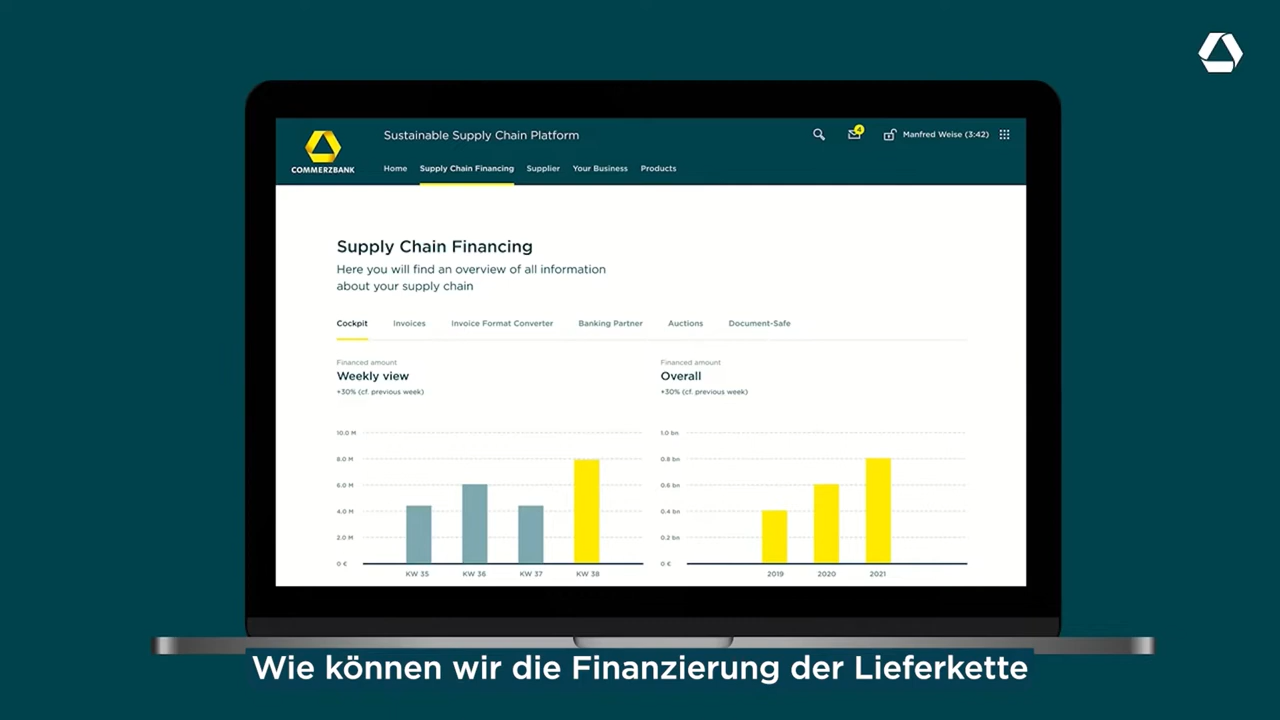 Sustainable Supply Chain Platform
4
Manfred Weise (3:42)
COMMERZBANK
Home Supply Chain Financing Supplier Your Business Products
Supply Chain Financing
Here you will find an overview of all information
about your supply chain
Cockpit Invoices Invoice Format Converter Banking Partner Auctions Document-Safe
Financed amount
Weekly view
+30% (cf. previous week)
10.0 M
8.0 M
6.0 M
4.0 M
2.0 M
0 €
KW 35 KW 36 KW 37 KW 38
Financed amount
Overall
+30% (cf. previous week)
1.0 bn
0.8 bn
0.6 bn
0.4 bn
0.2 bn
0 €
2019 2020 2021
Wie können wir die Finanzierung der Lieferkette